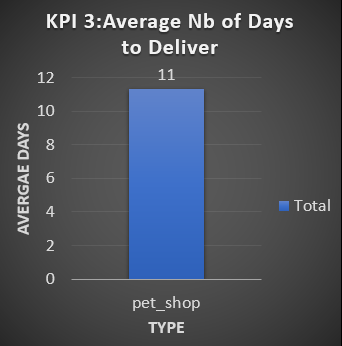 KPI 3:Average Nb of Days
to Deliver
12
10
8
6
4
2
0
11
AVERGAE DAYS
pet_shop
TYPE
Total